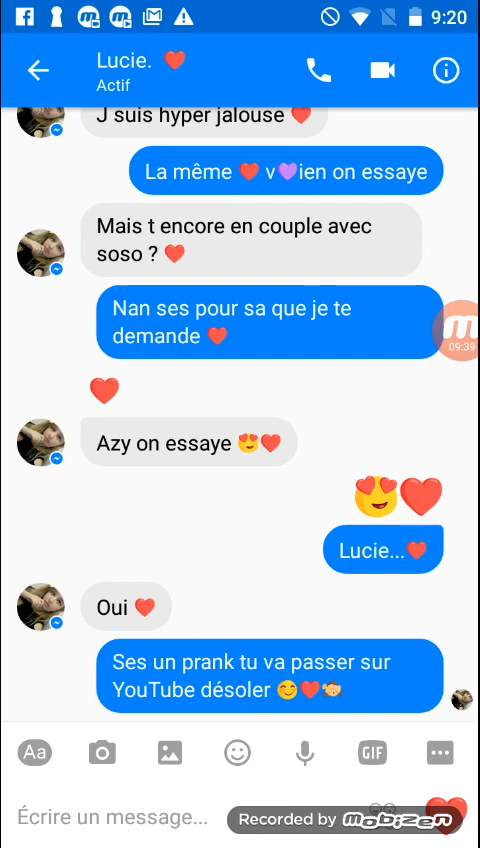 9:20
Lucie. ❤️
Actif
J suis hyper jalouse ❤️
La même ❤️ v💜ien on essaye
Mais t encore en couple avec
soso ? ❤️
Nan ses pour sa que je te
demande ❤️
09:39
❤️
Azy on essaye 😍❤️
😍❤️
Lucie...❤️
Oui ❤️
Ses un prank tu va passer sur
YouTube désoler 😊❤️🙈
Aa
GIF
Écrire un message...
Recorded by mobizen